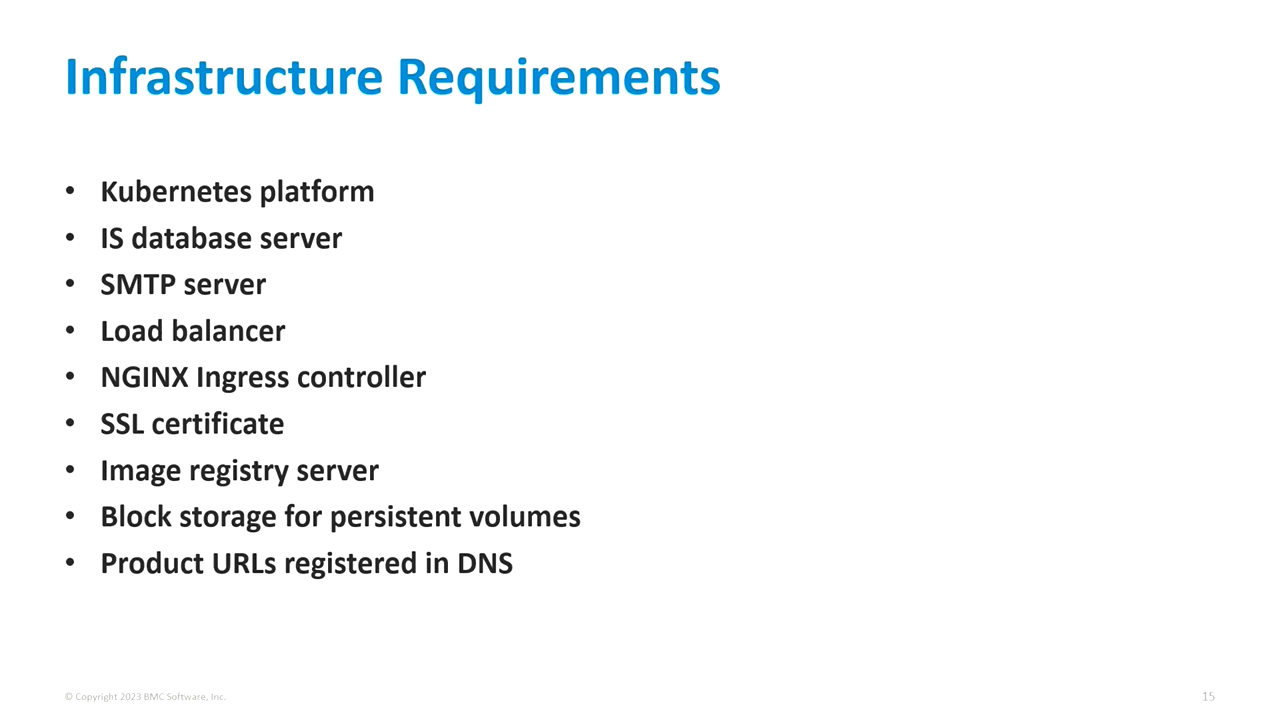 Infrastructure Requirements
• Kubernetes platform
• IS database server
• SMTP server
• Load balancer
• NGINX Ingress controller
• SSL certificate
• Image registry server
• Block storage for persistent volumes
• Product URLs registered in DNS
© Copyright 2023 BMC Software, Inc.
15